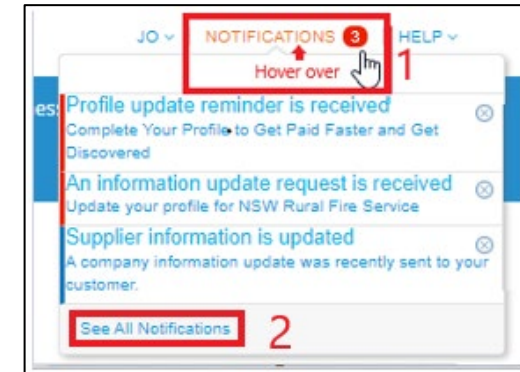 JO NOTIFICATIONS 3 HELP
Hover over 1
es:
Profile update reminder is received
Complete Your Profile to Get Paid Faster and Get
Discovered
An information update request is received
Update your profile for NSW Rural Fire Service
Supplier information is updated
A company information update was recently sent to your
customer.
See All Notifications 2